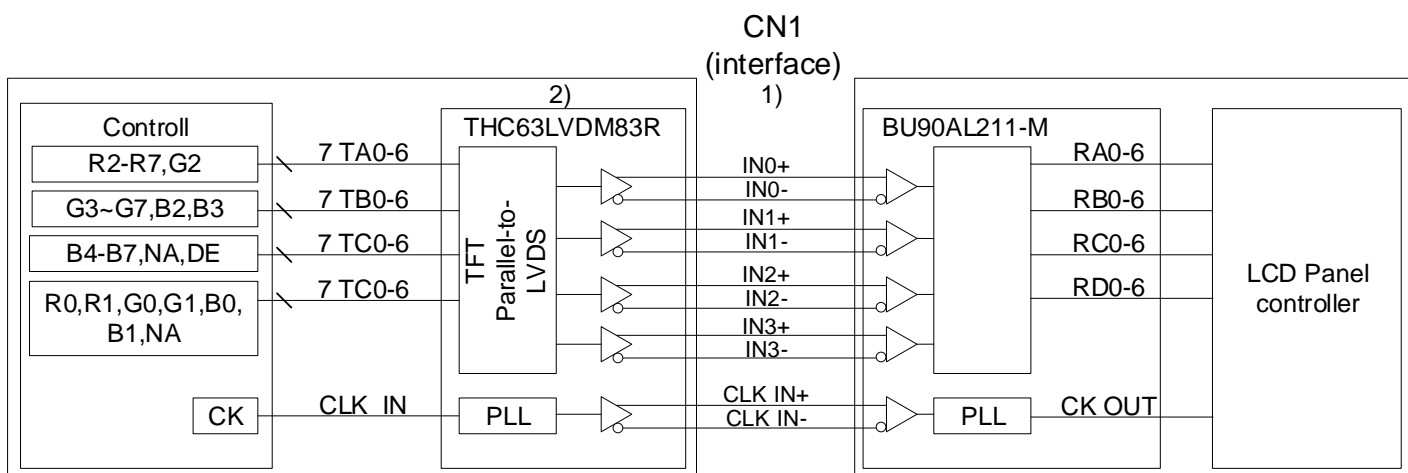 CN1
(interface)
1)
2)
Controll
R2-R7,G2
G3~G7,B2,B3
B4-B7,NA,DE
R0,R1,G0,G1,B0,
B1,NA
CK
7 TA0-6
7 TB0-6
7 TC0-6
7 TC0-6
CLK IN
THC63LVDM83R
TFT
Parallel-to-
LVDS
PLL
IN0+
IN0-
IN1+
IN1-
IN2+
IN2-
IN3+
IN3-
CLK IN+
CLK IN-
BU90AL211-M
PLL
RA0-6
RB0-6
RC0-6
RD0-6
CK OUT
LCD Panel
controller